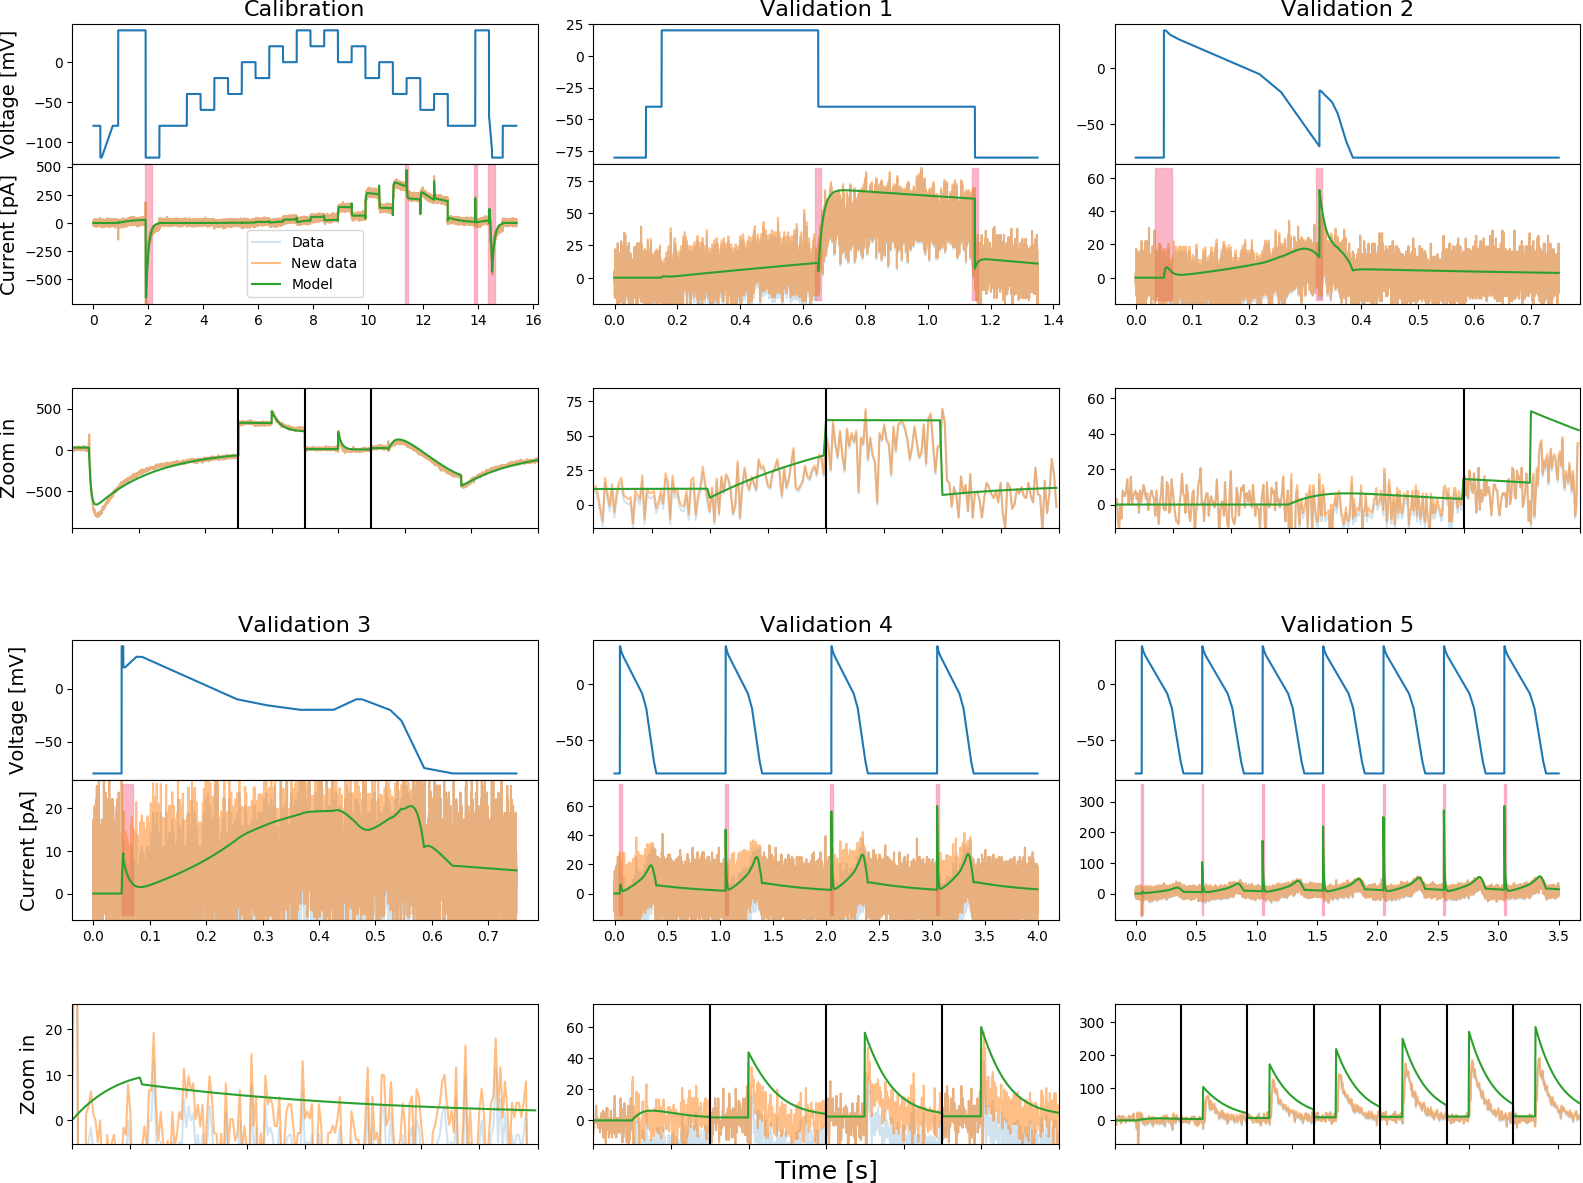 Calibration
Validation 1
Validation 2
Voltage [mV]
0
−50
−100
25
0
−25
−50
−75
0
−50
Current [pA]
500
250
0
−250
−500
Data
New data
Model
75
50
25
0
60
40
20
0
0 2 4 6 8 10 12 14 16
0.0 0.2 0.4 0.6 0.8 1.0 1.2 1.4
0.0 0.1 0.2 0.3 0.4 0.5 0.6 0.7
Zoom in
500
0
−500
75
50
25
0
60
40
20
0
Validation 3
Validation 4
Validation 5
Voltage [mV]
0
−50
0
−50
0
−50
Current [pA]
20
10
0
60
40
20
0
300
200
100
0
0.0 0.1 0.2 0.3 0.4 0.5 0.6 0.7
0.0 0.5 1.0 1.5 2.0 2.5 3.0 3.5 4.0
0.0 0.5 1.0 1.5 2.0 2.5 3.0 3.5
Zoom in
20
10
0
60
40
20
0
300
200
100
0
Time [s]